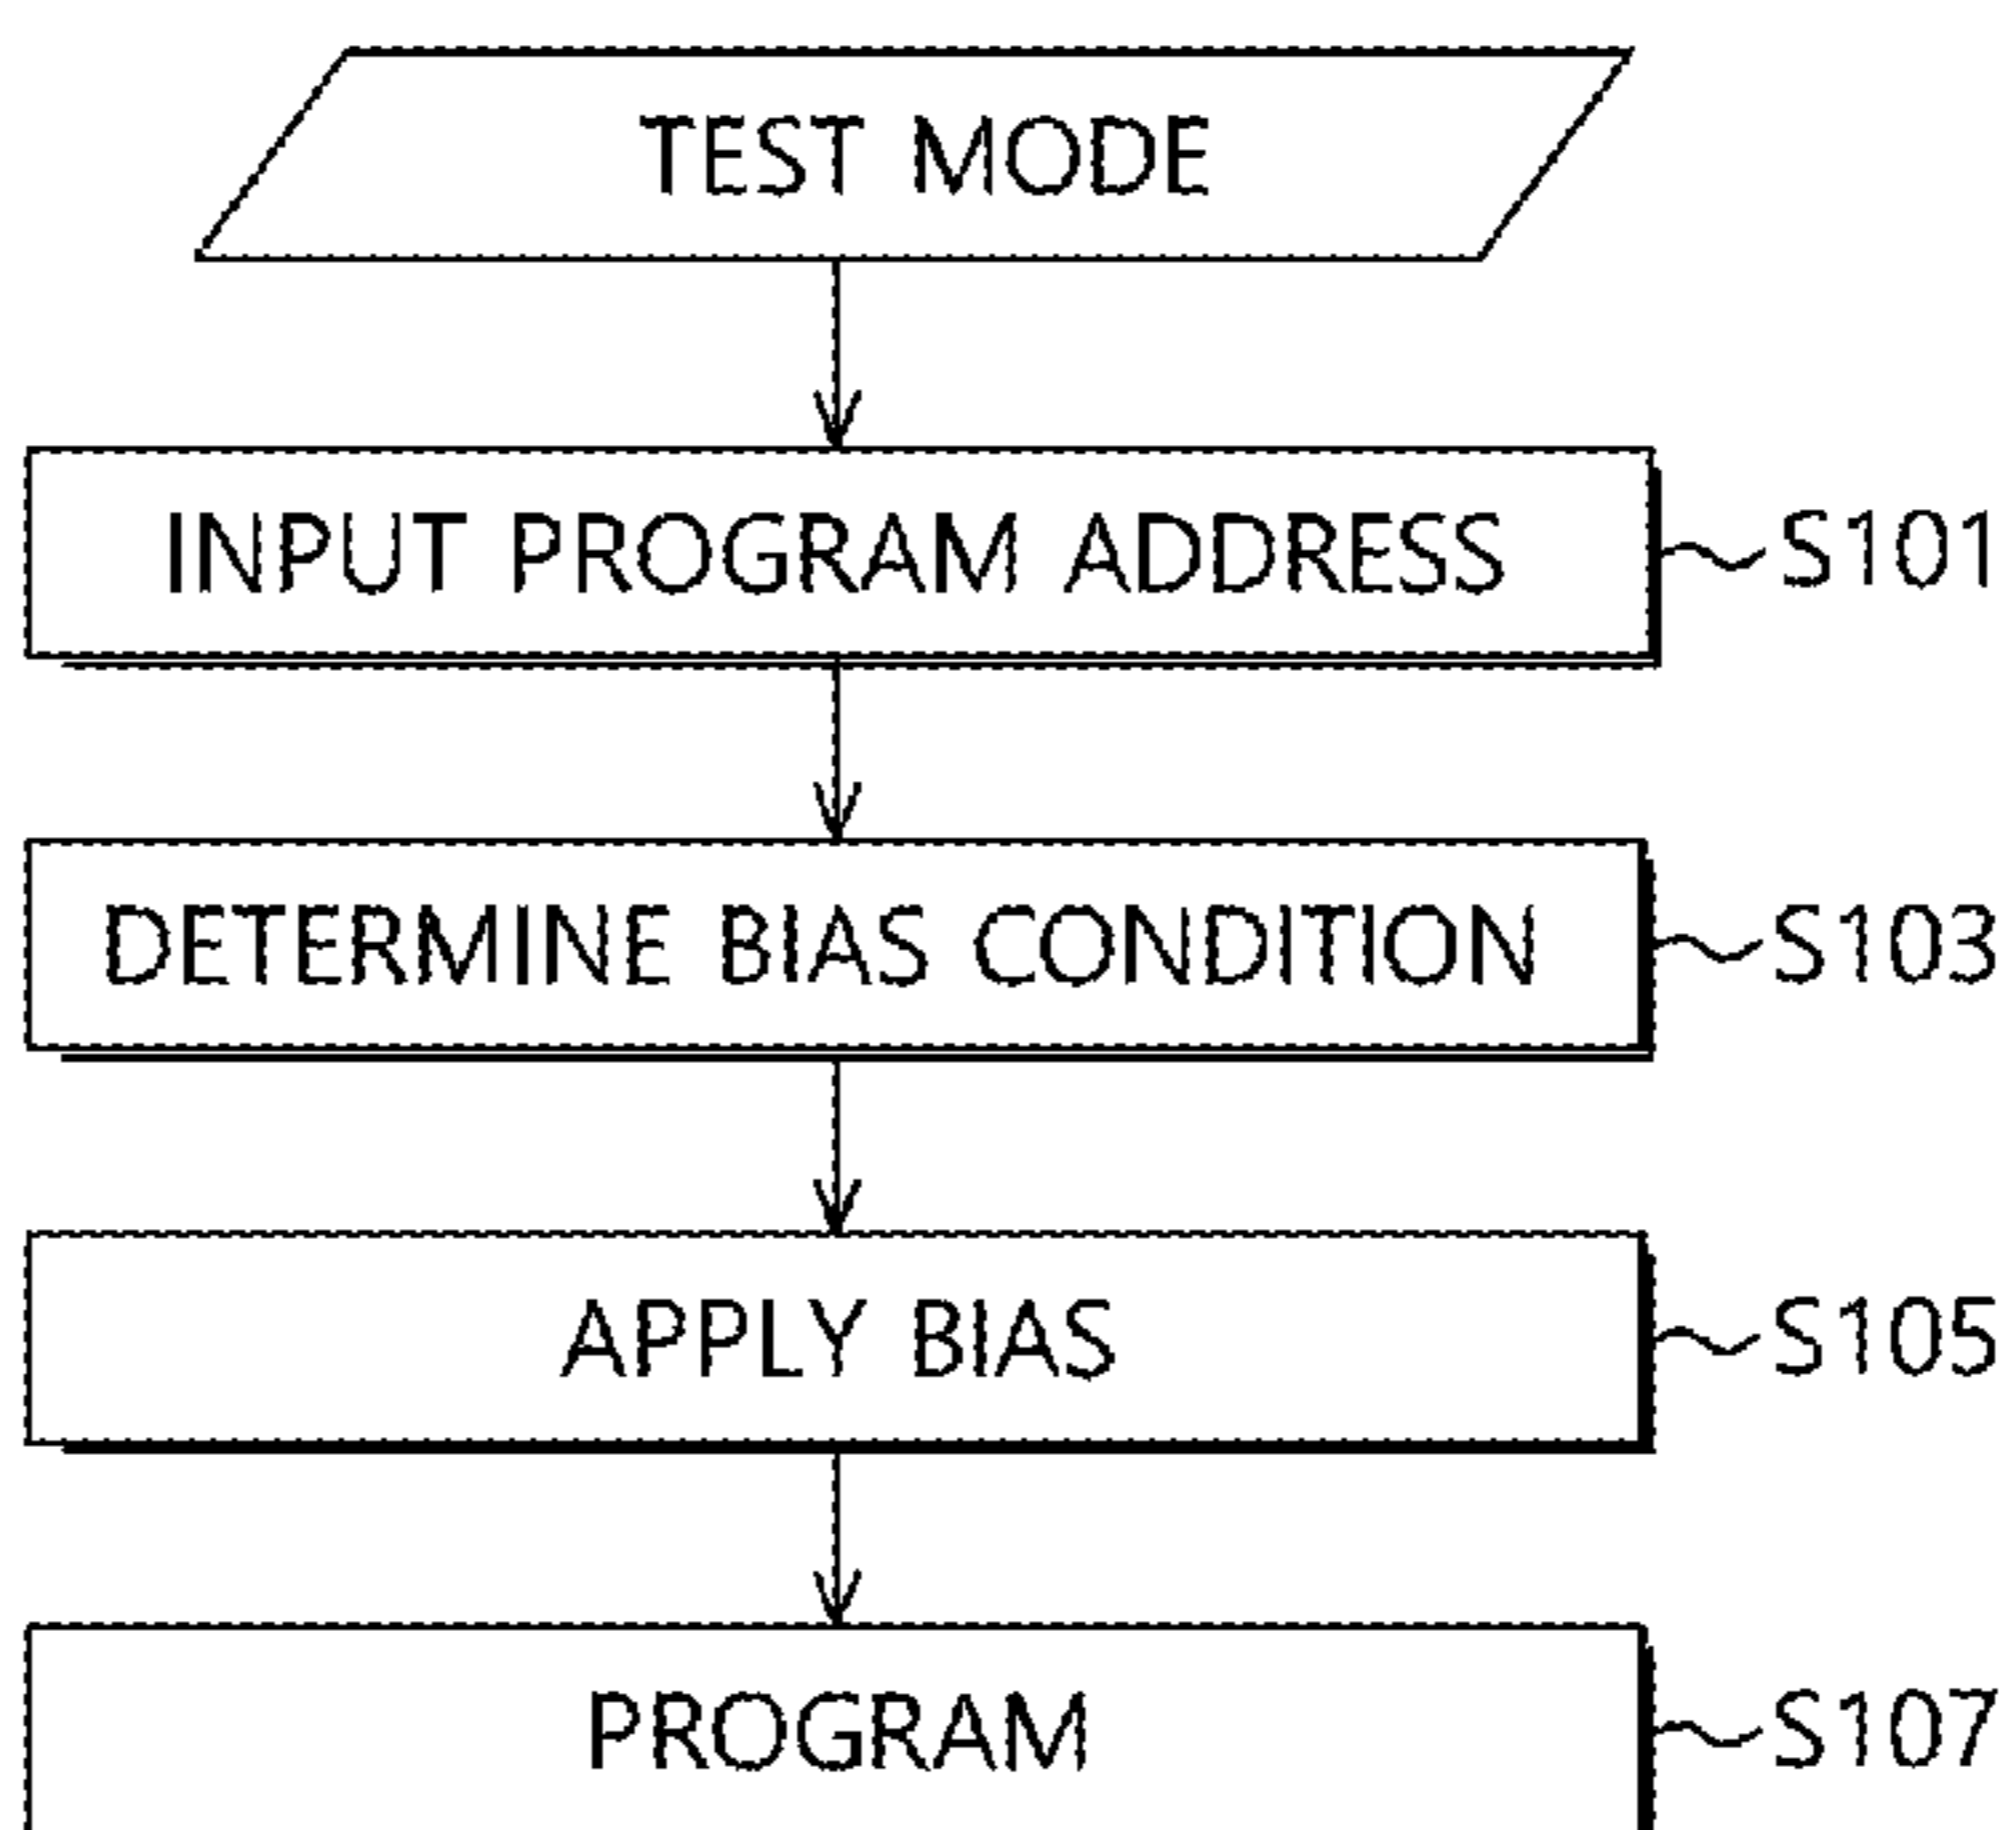 TEST MODE
INPUT PROGRAM ADDRESS S101
DETERMINE BIAS CONDITION S103
APPLY BIAS S105
PROGRAM S107